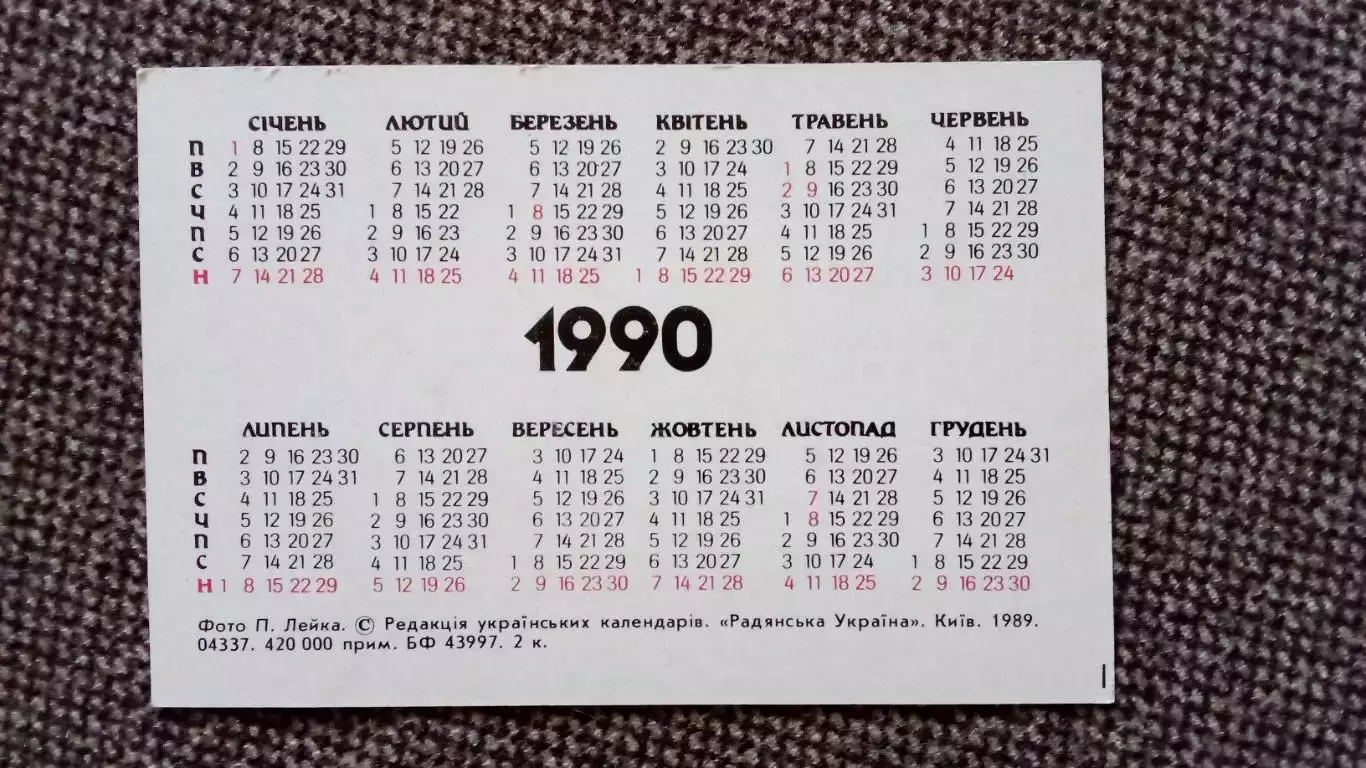 СІЧЕНЬ ЛЮТИЙ БЕРЕЗЕНЬ КВІТЕНЬ ТРАВЕНЬ ЧЕРВЕНЬ
П 1 8 15 22 29 5 12 19 26 5 12 19 26 2 9 16 23 30 7 14 21 28 4 11 18 25
В 2 9 16 23 30 6 13 20 27 6 13 20 27 3 10 17 24 1 8 15 22 29 5 12 19 26
С 3 10 17 24 31 7 14 21 28 7 14 21 28 4 11 18 25 2 9 16 23 30 6 13 20 27
Ч 4 11 18 25 1 8 15 22 1 8 15 22 29 5 12 19 26 3 10 17 24 31 7 14 21 28
П 5 12 19 26 2 9 16 23 2 9 16 23 30 6 13 20 27 4 11 18 25 1 8 15 22 29
С 6 13 20 27 3 10 17 24 3 10 17 24 31 7 14 21 28 5 12 19 26 2 9 16 23 30
Н 7 14 21 28 4 11 18 25 4 11 18 25 1 8 15 22 29 6 13 20 27 3 10 17 24
1990
ЛИПЕНЬ СЕРПЕНЬ ВЕРЕСЕНЬ ЖОВТЕНЬ ЛИСТОПАД ГРУДЕНЬ
П 2 9 16 23 30 6 13 20 27 3 10 17 24 1 8 15 22 29 5 12 19 26 3 10 17 24 31
В 3 10 17 24 31 7 14 21 28 4 11 18 25 2 9 16 23 30 6 13 20 27 4 11 18 25
С 4 11 18 25 1 8 15 22 29 5 12 19 26 3 10 17 24 31 7 14 21 28 5 12 19 26
Ч 5 12 19 26 2 9 16 23 30 6 13 20 27 4 11 18 25 1 8 15 22 29 6 13 20 27
П 6 13 20 27 3 10 17 24 31 7 14 21 28 5 12 19 26 2 9 16 23 30 7 14 21 28
С 7 14 21 28 4 11 18 25 1 8 15 22 29 6 13 20 27 3 10 17 24 1 8 15 22 29
Н 1 8 15 22 29 5 12 19 26 2 9 16 23 30 7 14 21 28 4 11 18 25 2 9 16 23 30
Фото П. Лейка. © Редакція українських календарів. «Радянська Україна». Київ. 1989.
04337. 420 000 прим. БФ 43997. 2 к.